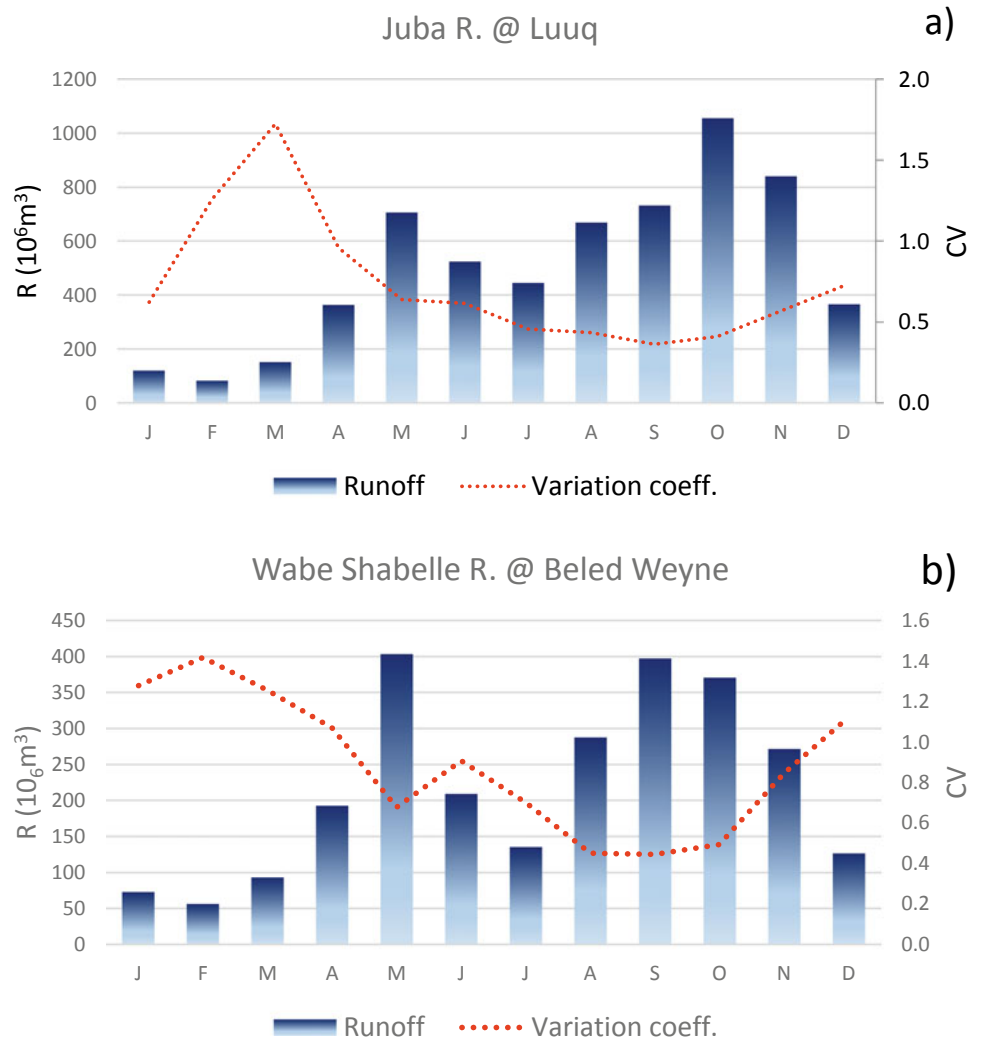 Juba R. @ Luuq
a)
R (10⁶m³)
1200
1000
800
600
400
200
0
2.0
1.5
1.0
0.5
0.0
CV
J F M A M J J A S O N D
Runoff Variation coeff.
Wabe Shabelle R. @ Beled Weyne
b)
R (10₆m³)
450
400
350
300
250
200
150
100
50
0
1.6
1.4
1.2
1.0
0.8
0.6
0.4
0.2
0.0
CV
J F M A M J J A S O N D
Runoff Variation coeff.